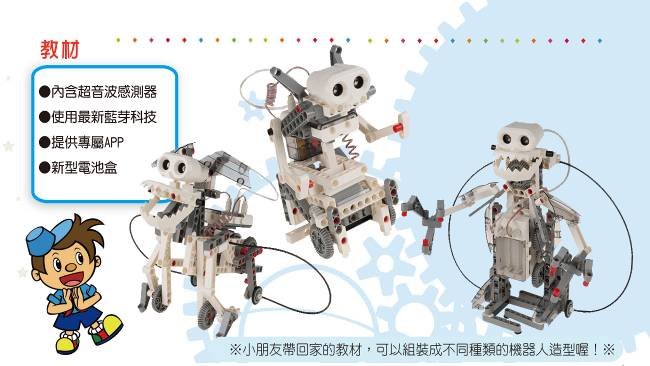 教材
●內含超音波感測器
●使用最新藍芽科技
●提供專屬APP
●新型電池盒
※小朋友帶回家的教材，可以組裝成不同種類的機器人造型喔！※